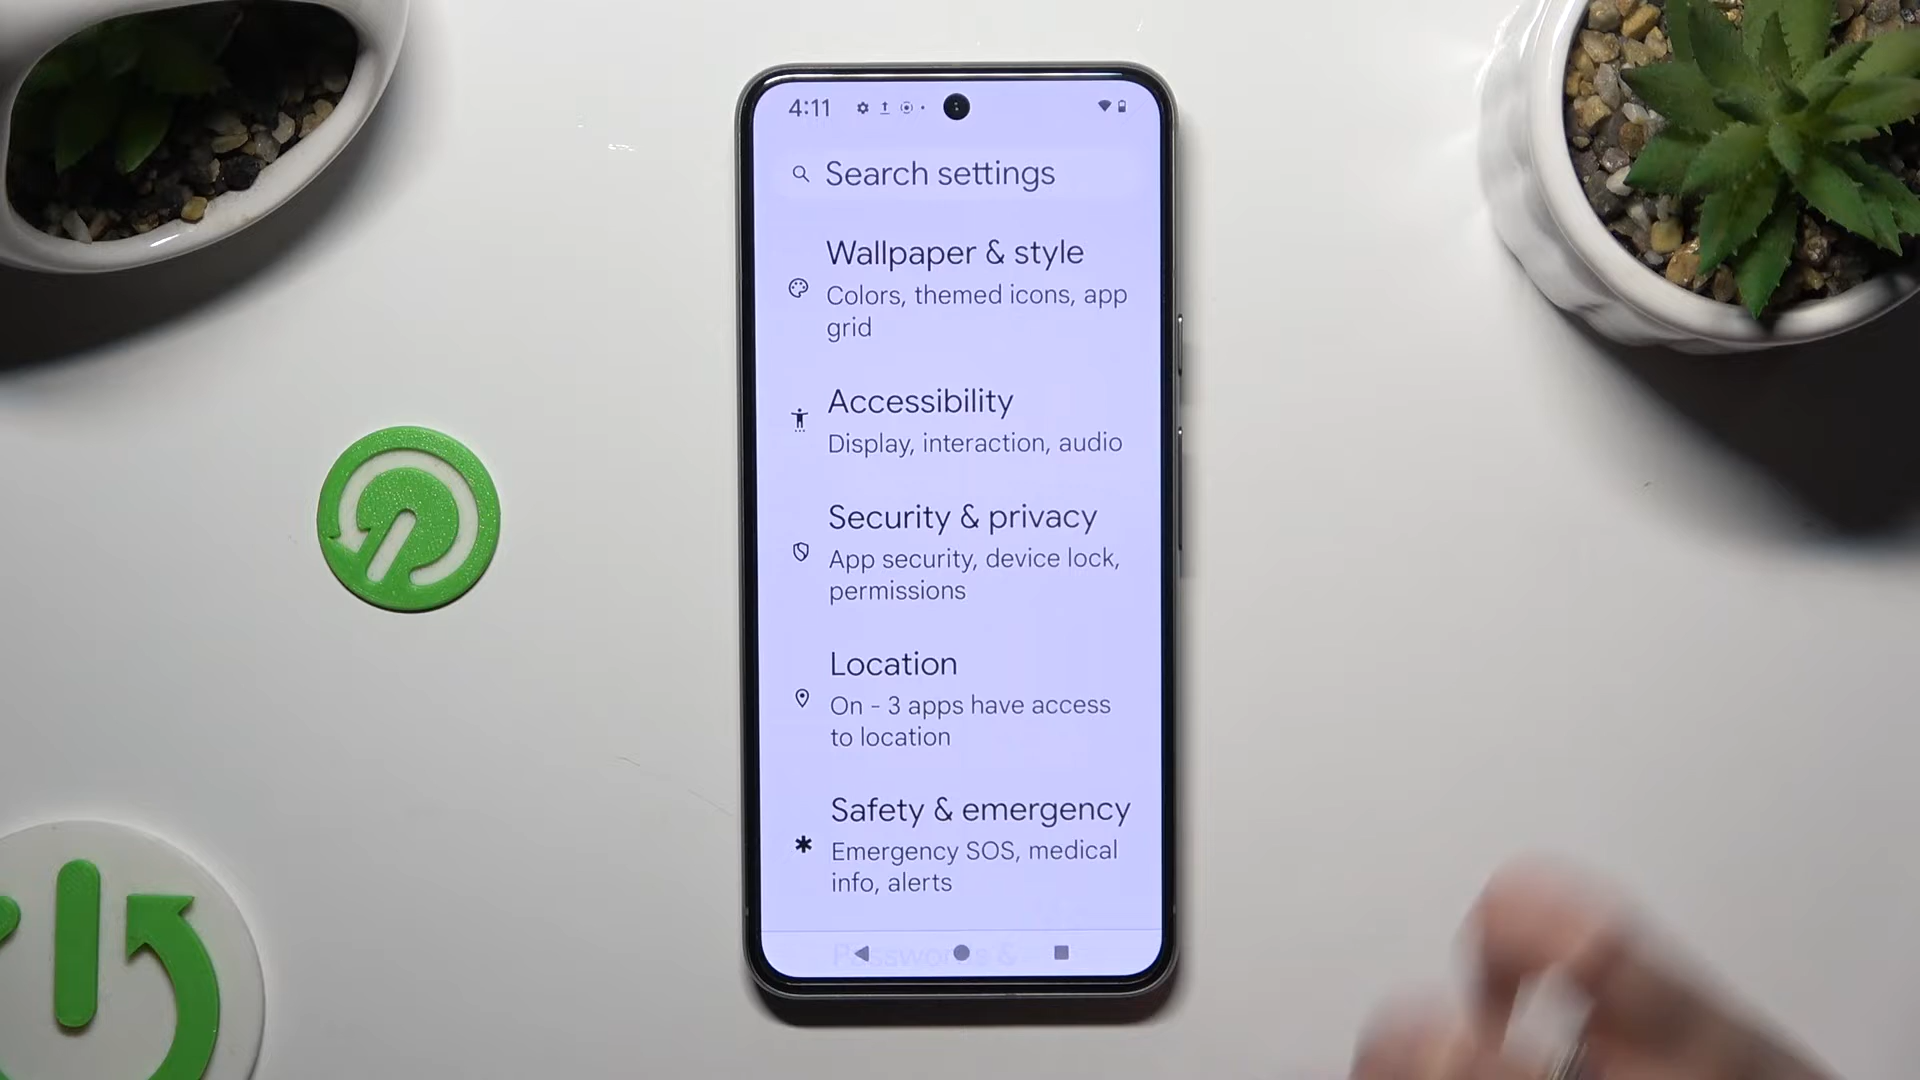 4:11
Search settings
Wallpaper & style
Colors, themed icons, app
grid
Accessibility
Display, interaction, audio
Security & privacy
App security, device lock,
permissions
Location
On - 3 apps have access
to location
Safety & emergency
Emergency SOS, medical
info, alerts
Passwords &